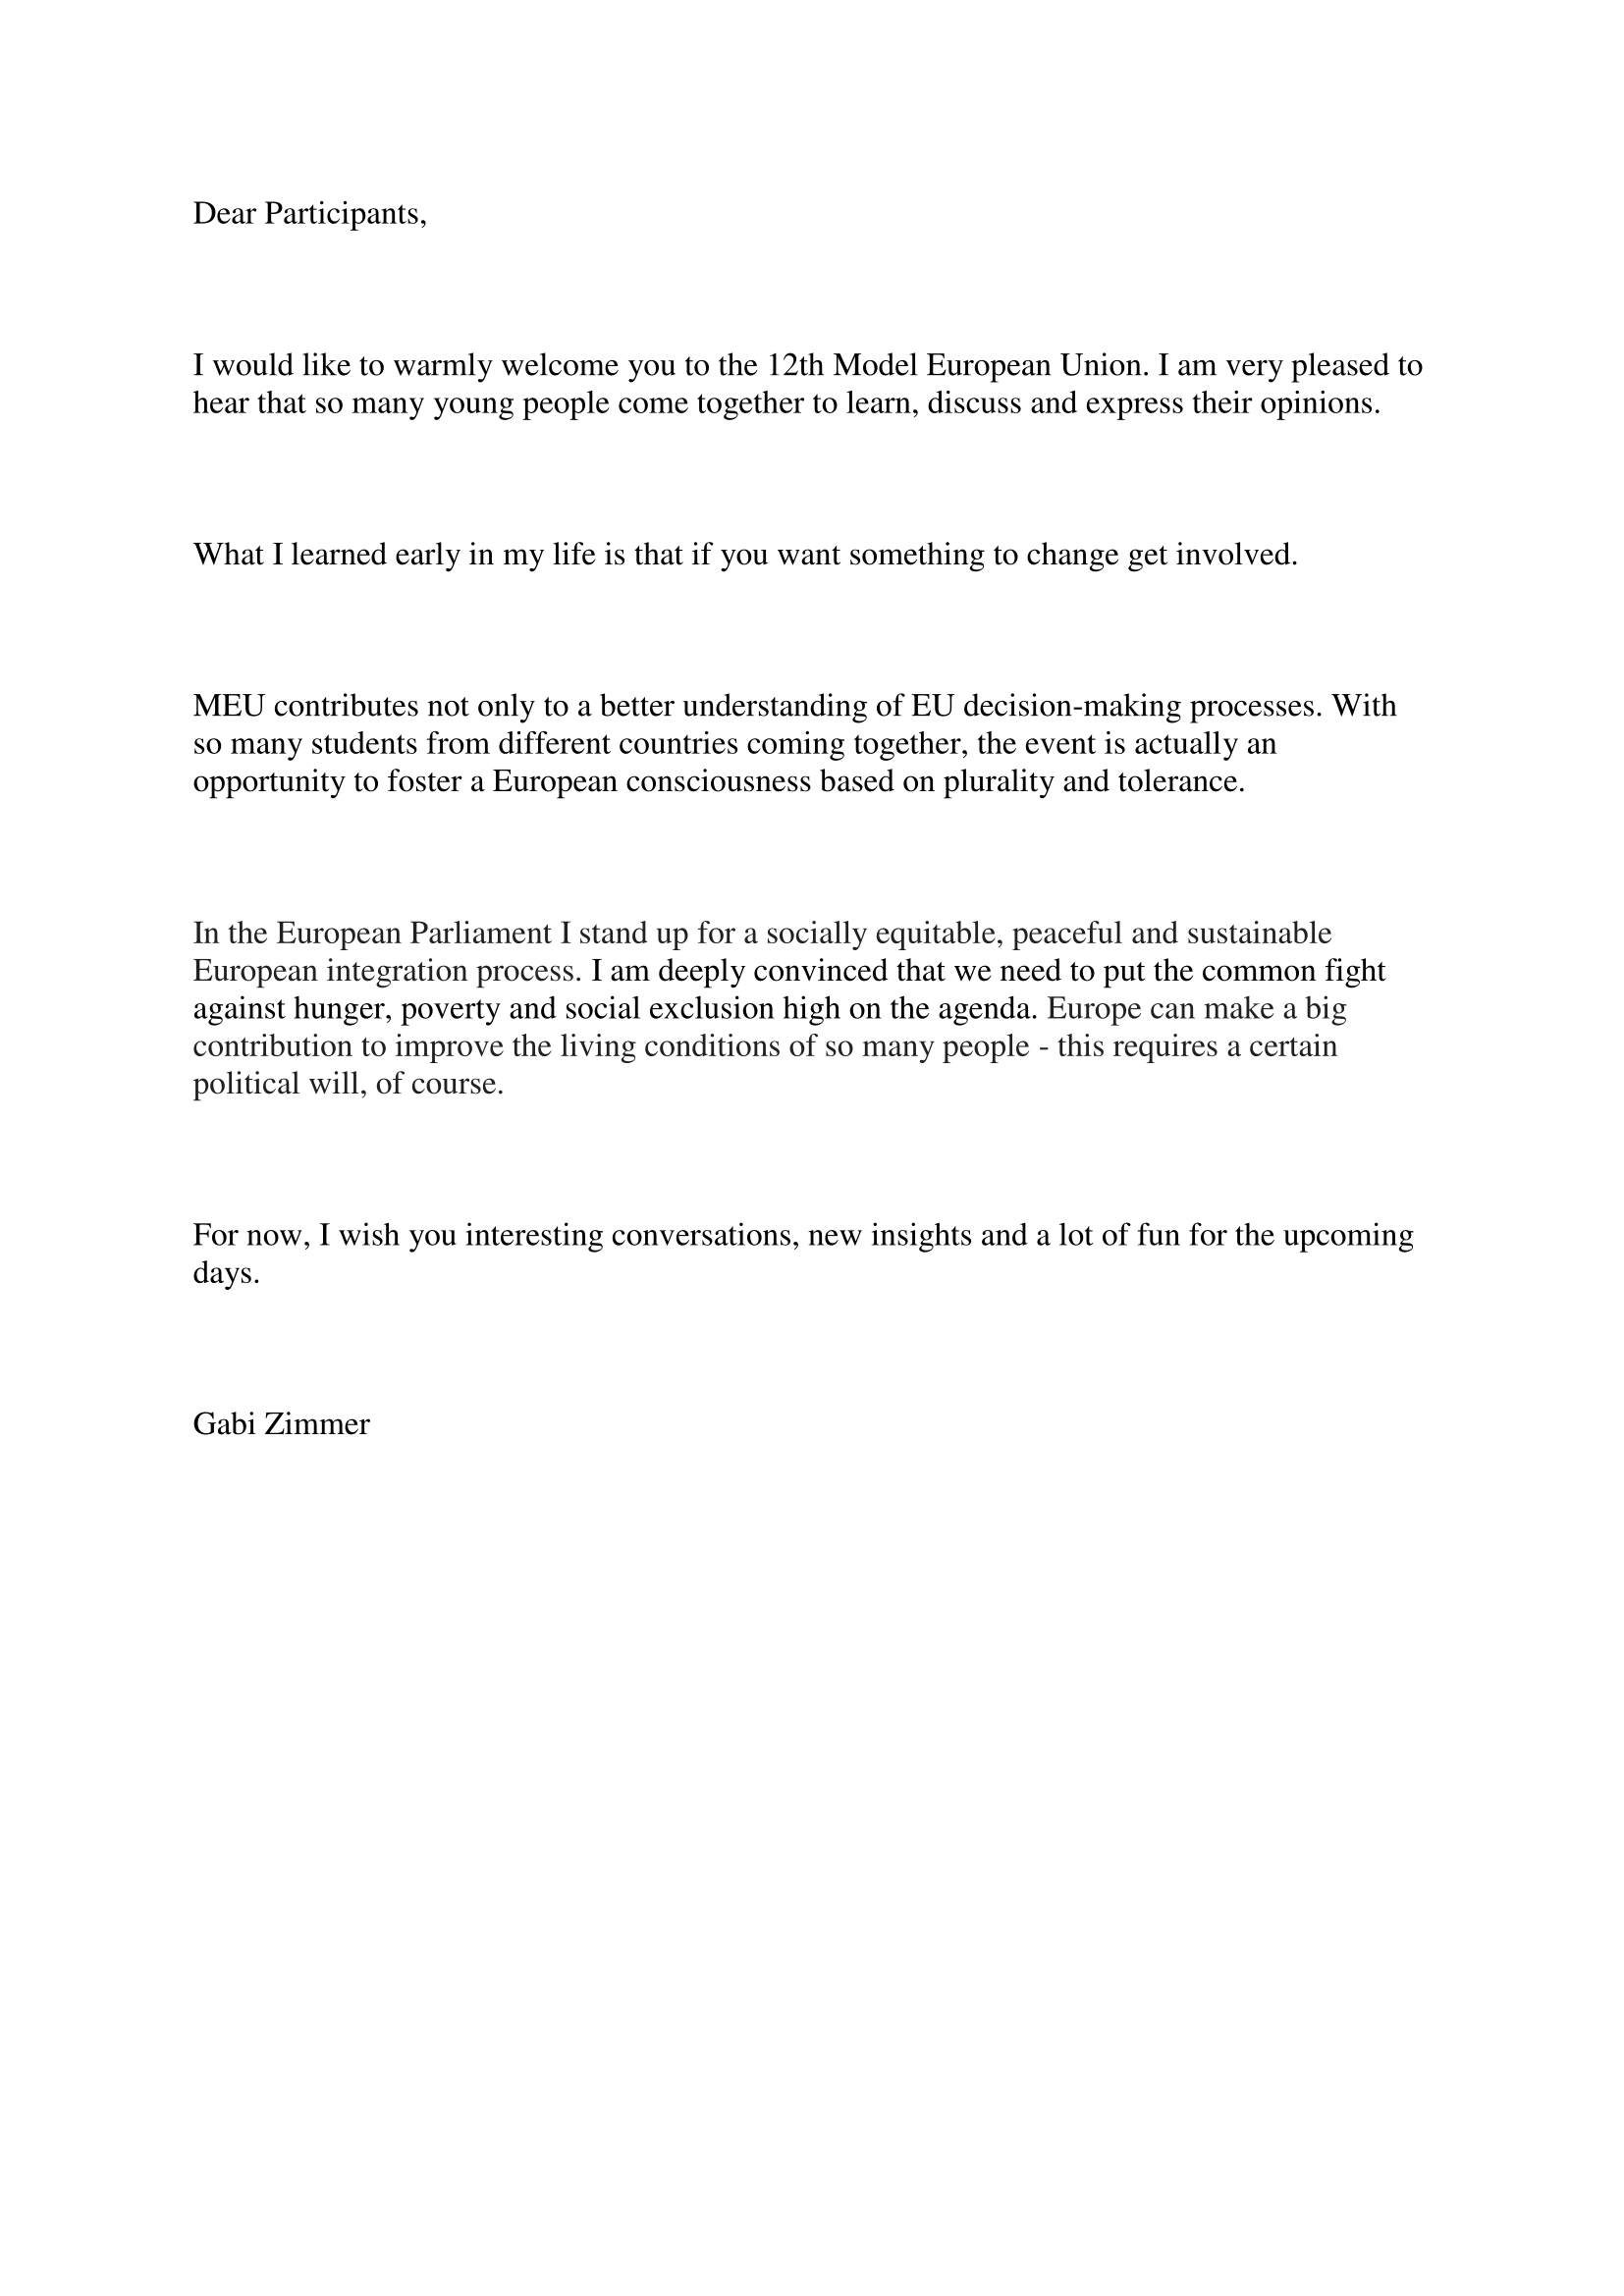 Dear Participants,
I would like to warmly welcome you to the 12th Model European Union. I am very pleased to
hear that so many young people come together to learn, discuss and express their opinions.
What I learned early in my life is that if you want something to change get involved.
MEU contributes not only to a better understanding of EU decision-making processes. With
so many students from different countries coming together, the event is actually an
opportunity to foster a European consciousness based on plurality and tolerance.
In the European Parliament I stand up for a socially equitable, peaceful and sustainable
European integration process. I am deeply convinced that we need to put the common fight
against hunger, poverty and social exclusion high on the agenda. Europe can make a big
contribution to improve the living conditions of so many people - this requires a certain
political will, of course.
For now, I wish you interesting conversations, new insights and a lot of fun for the upcoming
days.
Gabi Zimmer